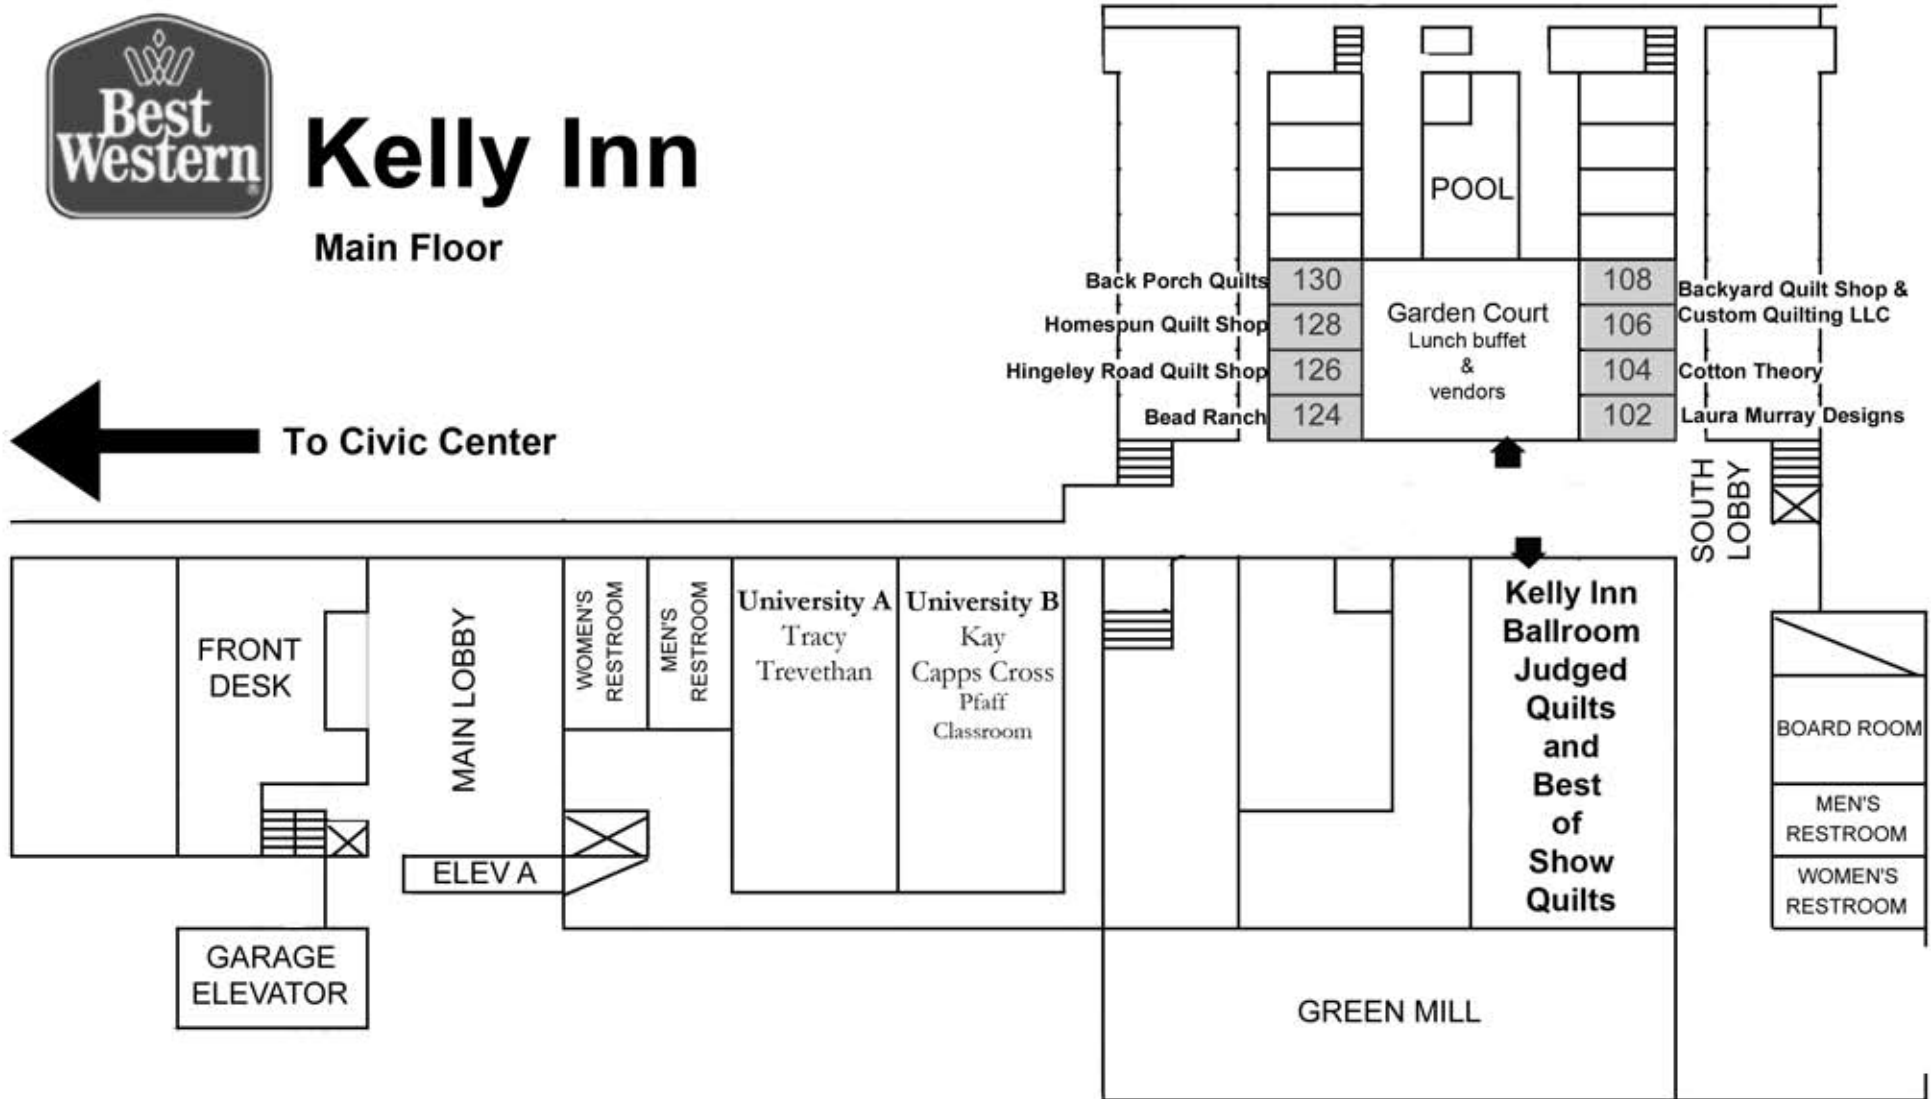 Best
Western
®
Kelly Inn
Main Floor
To Civic Center
POOL
Back Porch Quilts
130
Homespun Quilt Shop
128
Hingeley Road Quilt Shop
126
Bead Ranch
124
Garden Court
Lunch buffet
&
vendors
108
Backyard Quilt Shop &
Custom Quilting LLC
106
104
Cotton Theory
102
Laura Murray Designs
SOUTH
LOBBY
FRONT
DESK
MAIN LOBBY
WOMEN'S
RESTROOM
MEN'S
RESTROOM
University A
Tracy
Trevethan
University B
Kay
Capps Cross
Pfaff
Classroom
Kelly Inn
Ballroom
Judged
Quilts
and
Best
of
Show
Quilts
BOARD ROOM
MEN'S
RESTROOM
WOMEN'S
RESTROOM
ELEV A
GARAGE
ELEVATOR
GREEN MILL